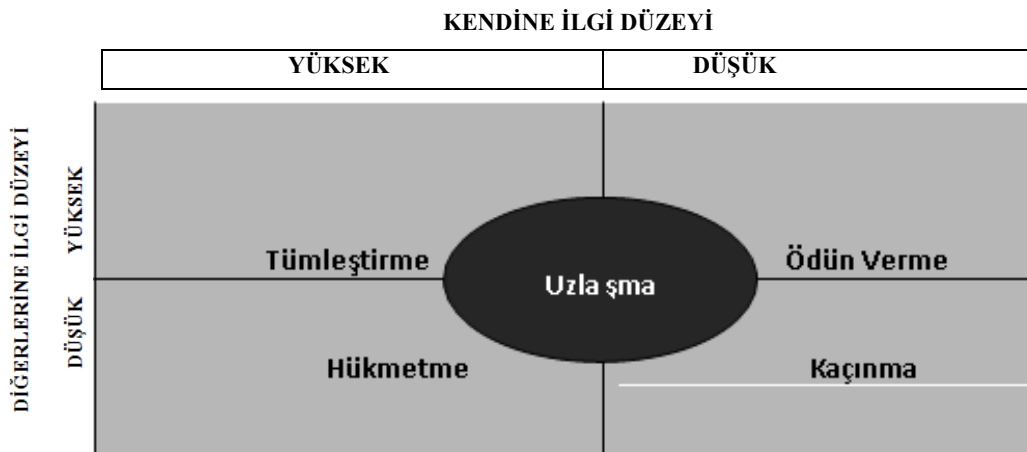 KENDİNE İLGİ DÜZEYİ
YÜKSEK DÜŞÜK
DİĞERLERİNE İLGİ DÜZEYİ
YÜKSEK
DÜŞÜK
Tümleştirme Ödün Verme
Uzla şma
Hükmetme Kaçınma